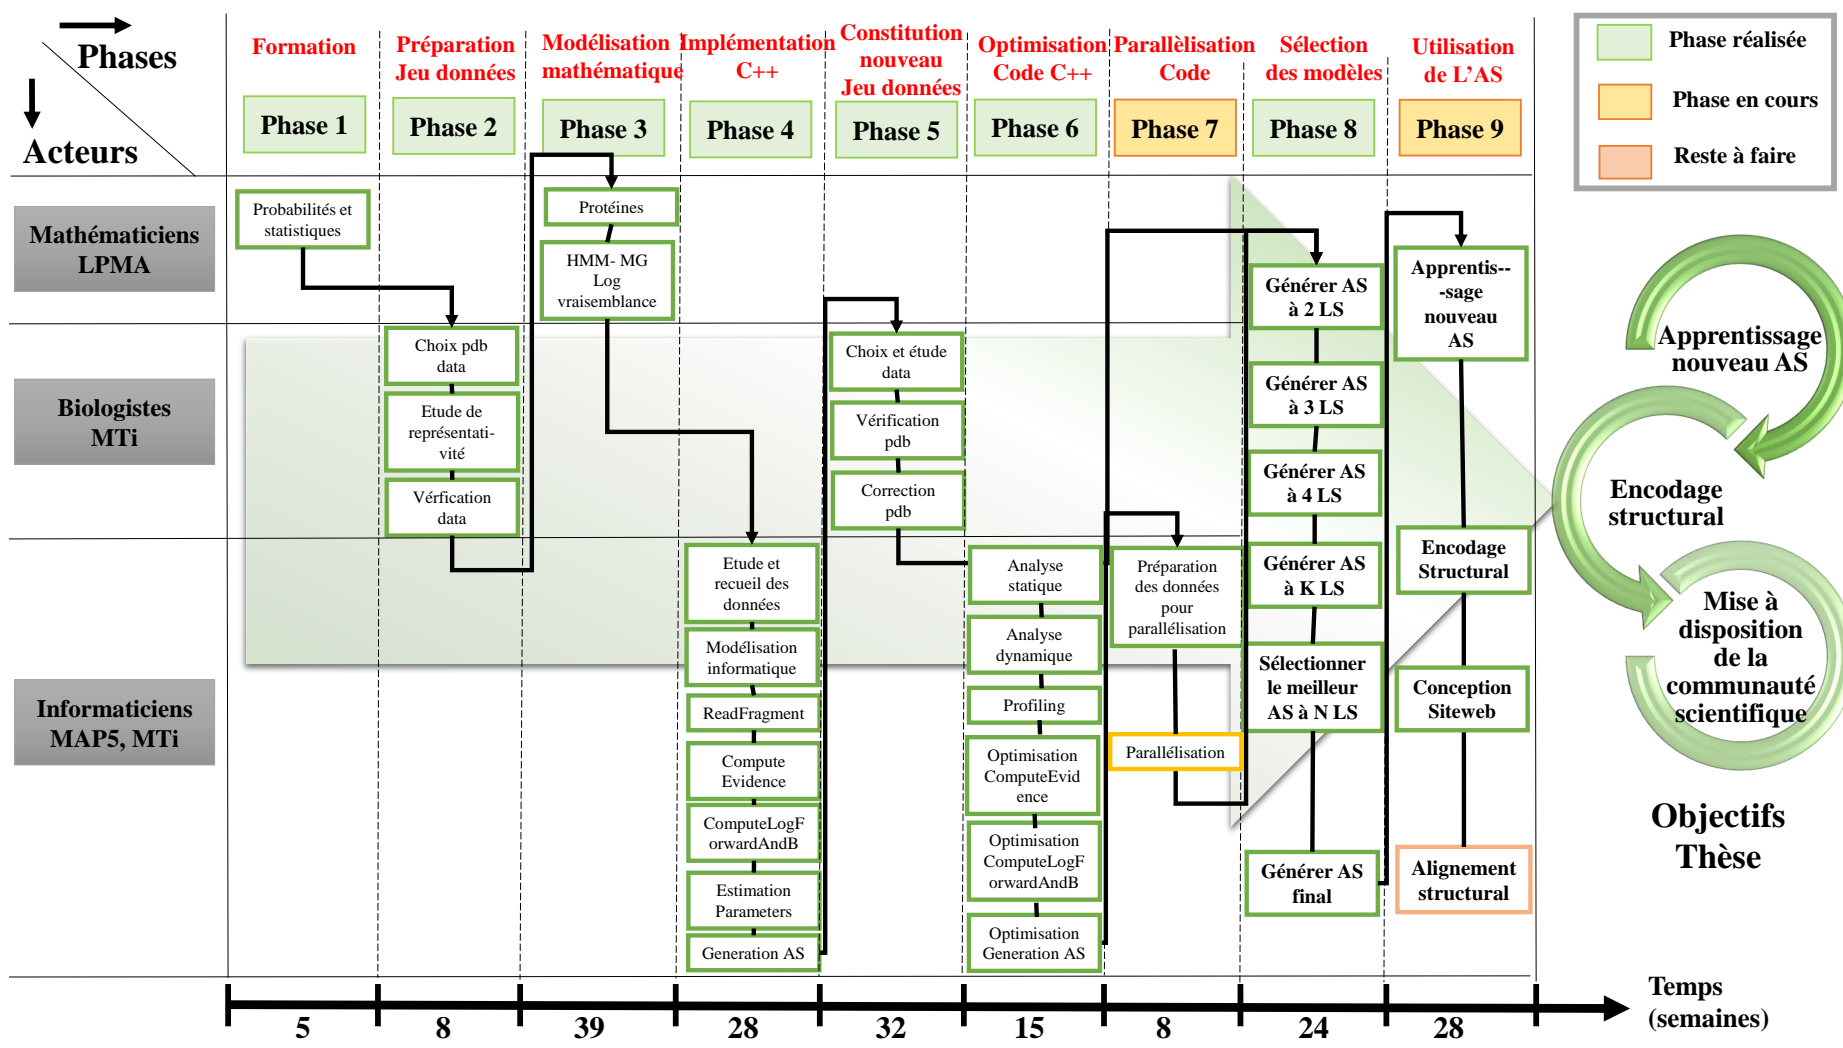 Phases
Acteurs
Formation
Préparation
Jeu données
Modélisation
mathématique
Implémentation
C++
Constitution
nouveau
Jeu données
Optimisation
Code C++
Parallèlisation
Code
Sélection
des modèles
Utilisation
de L'AS
Phase 1
Phase 2
Phase 3
Phase 4
Phase 5
Phase 6
Phase 7
Phase 8
Phase 9
Phase réalisée
Phase en cours
Reste à faire
Mathématiciens
LPMA
Biologistes
MTi
Informaticiens
MAP5, MTi
Probabilités et
statistiques
Choix pdb
data
Etude de
représentati-
vité
Vérfication
data
Protéines
HMM- MG
Log
vraisemblance
Etude et
recueil des
données
Modélisation
informatique
ReadFragment
Compute
Evidence
ComputeLogF
orwardAndB
Estimation
Parameters
Generation AS
Choix et étude
data
Vérification
pdb
Correction
pdb
Analyse
statique
Analyse
dynamique
Profiling
Optimisation
ComputeEvid
ence
Optimisation
ComputeLogF
orwardAndB
Optimisation
Generation AS
Préparation
des données
pour
parallélisation
Parallélisation
Générer AS
à 2 LS
Générer AS
à 3 LS
Générer AS
à 4 LS
Générer AS
à K LS
Sélectionner
le meilleur
AS à N LS
Générer AS
final
Apprentis--
-sage
nouveau
AS
Encodage
Structural
Conception
Siteweb
Alignement
structural
Apprentissage
nouveau AS
Encodage
structural
Mise à
disposition
de la
communauté
scientifique
Objectifs
Thèse
5
8
39
28
32
15
8
24
28
Temps
(semaines)